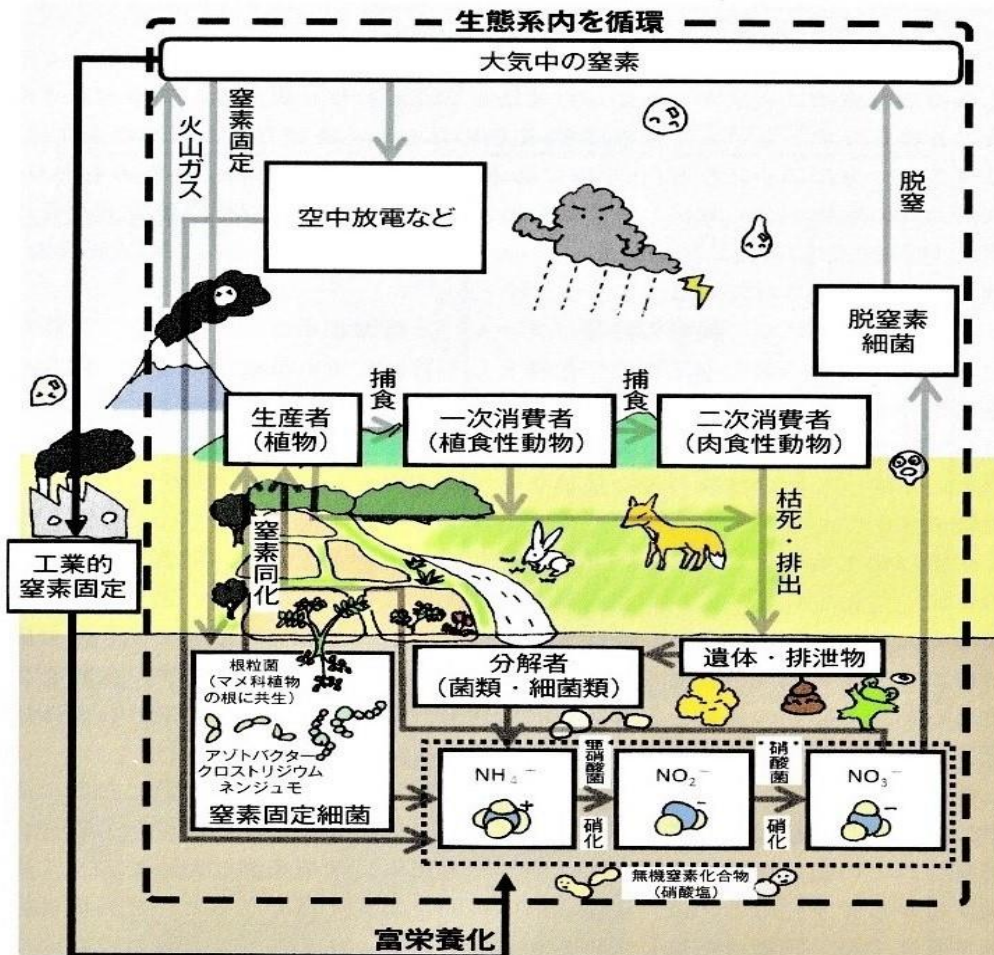 生態系内を循環
大気中の窒素
火山ガス
窒素固定
空中放電など
脱窒
脱窒素
細菌
生産者
(植物)
捕食
一次消費者
(植食性動物)
捕食
二次消費者
(肉食性動物)
工業的
窒素固定
窒素同化
枯死・排出
根粒菌
(マメ科植物
の根に共生)
アゾトバクター
クロストリジウム
ネンジュモ
窒素固定細菌
分解者
(菌類・細菌類)
遺体・排泄物
NH₄⁻
+
亜硝酸菌
硝化
NO₂⁻
-
硝酸菌
硝化
NO₃⁻
-
無機窒素化合物
(硝酸塩)
富栄養化